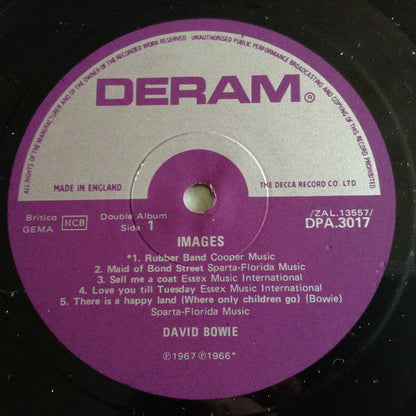 ALL RIGHTS OF THE MANUFACTURER AND OF THE OWNER OF THE RECORDED WORK RESERVED UNAUTHORISED PUBLIC PERFORMANCE BROADCASTING AND COPYING OF THIS RECORD PROHIBITED
DERAM®
MADE IN ENGLAND
THE DECCA RECORD CO. LTD
Britico
GEMA
NCB
Double Album
Side 1
/ZAL.13557/
DPA.3017
IMAGES
*1. Rubber Band Cooper Music
2. Maid of Bond Street Sparta-Florida Music
3. Sell me a coat Essex Music International
4. Love you till Tuesday Essex Music International
5. There is a happy land (Where only children go) (Bowie)
Sparta-Florida Music
DAVID BOWIE
℗1967 ℗1966*